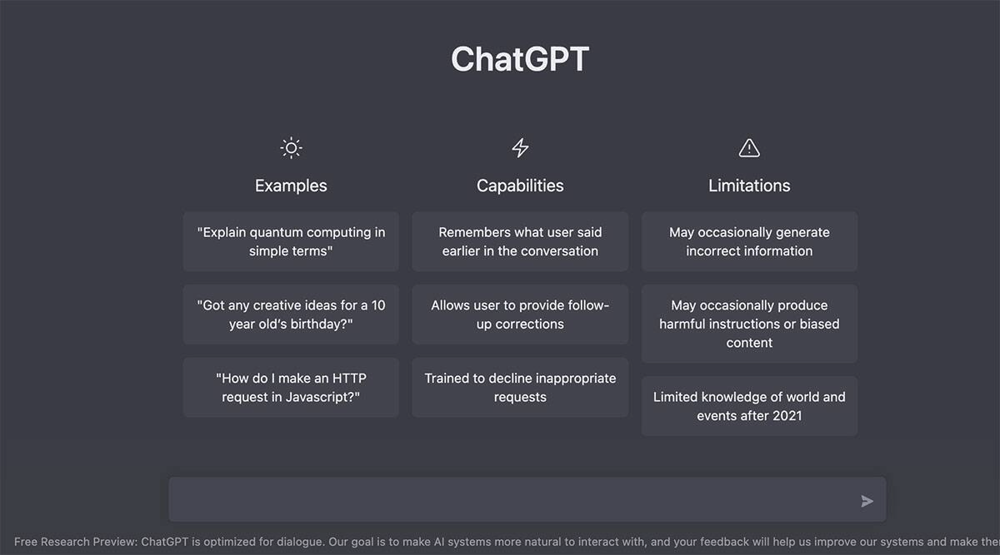 ChatGPT
Examples
"Explain quantum computing in
simple terms"
"Got any creative ideas for a 10
year old’s birthday?"
"How do I make an HTTP
request in Javascript?"
Capabilities
Remembers what user said
earlier in the conversation
Allows user to provide follow-
up corrections
Trained to decline inappropriate
requests
Limitations
May occasionally generate
incorrect information
May occasionally produce
harmful instructions or biased
content
Limited knowledge of world and
events after 2021
Free Research Preview: ChatGPT is optimized for dialogue. Our goal is to make AI systems more natural to interact with, and your feedback will help us improve our systems and make the